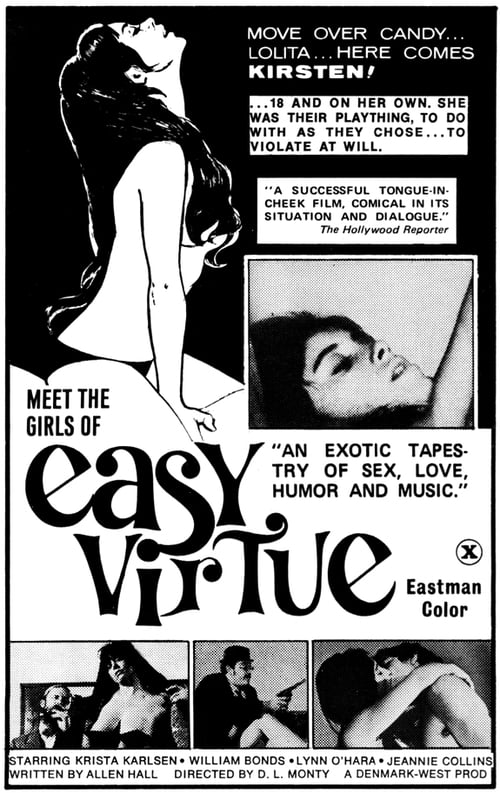 MOVE OVER CANDY...
LOLITA...HERE COMES
KIRSTEN!
...18 AND ON HER OWN. SHE
WAS THEIR PLAYTHING, TO DO
WITH AS THEY CHOSE...TO
VIOLATE AT WILL.
"A SUCCESSFUL TONGUE-IN-
CHEEK FILM, COMICAL IN ITS
SITUATION AND DIALOGUE."
The Hollywood Reporter
MEET THE
GIRLS OF
easy
virtue
"AN EXOTIC TAPES-
TRY OF SEX, LOVE,
HUMOR AND MUSIC."
X
Eastman
Color
STARRING KRISTA KARLSEN • WILLIAM BONDS • LYNN O'HARA • JEANNIE COLLINS
WRITTEN BY ALLEN HALL DIRECTED BY D. L. MONTY A DENMARK-WEST PROD